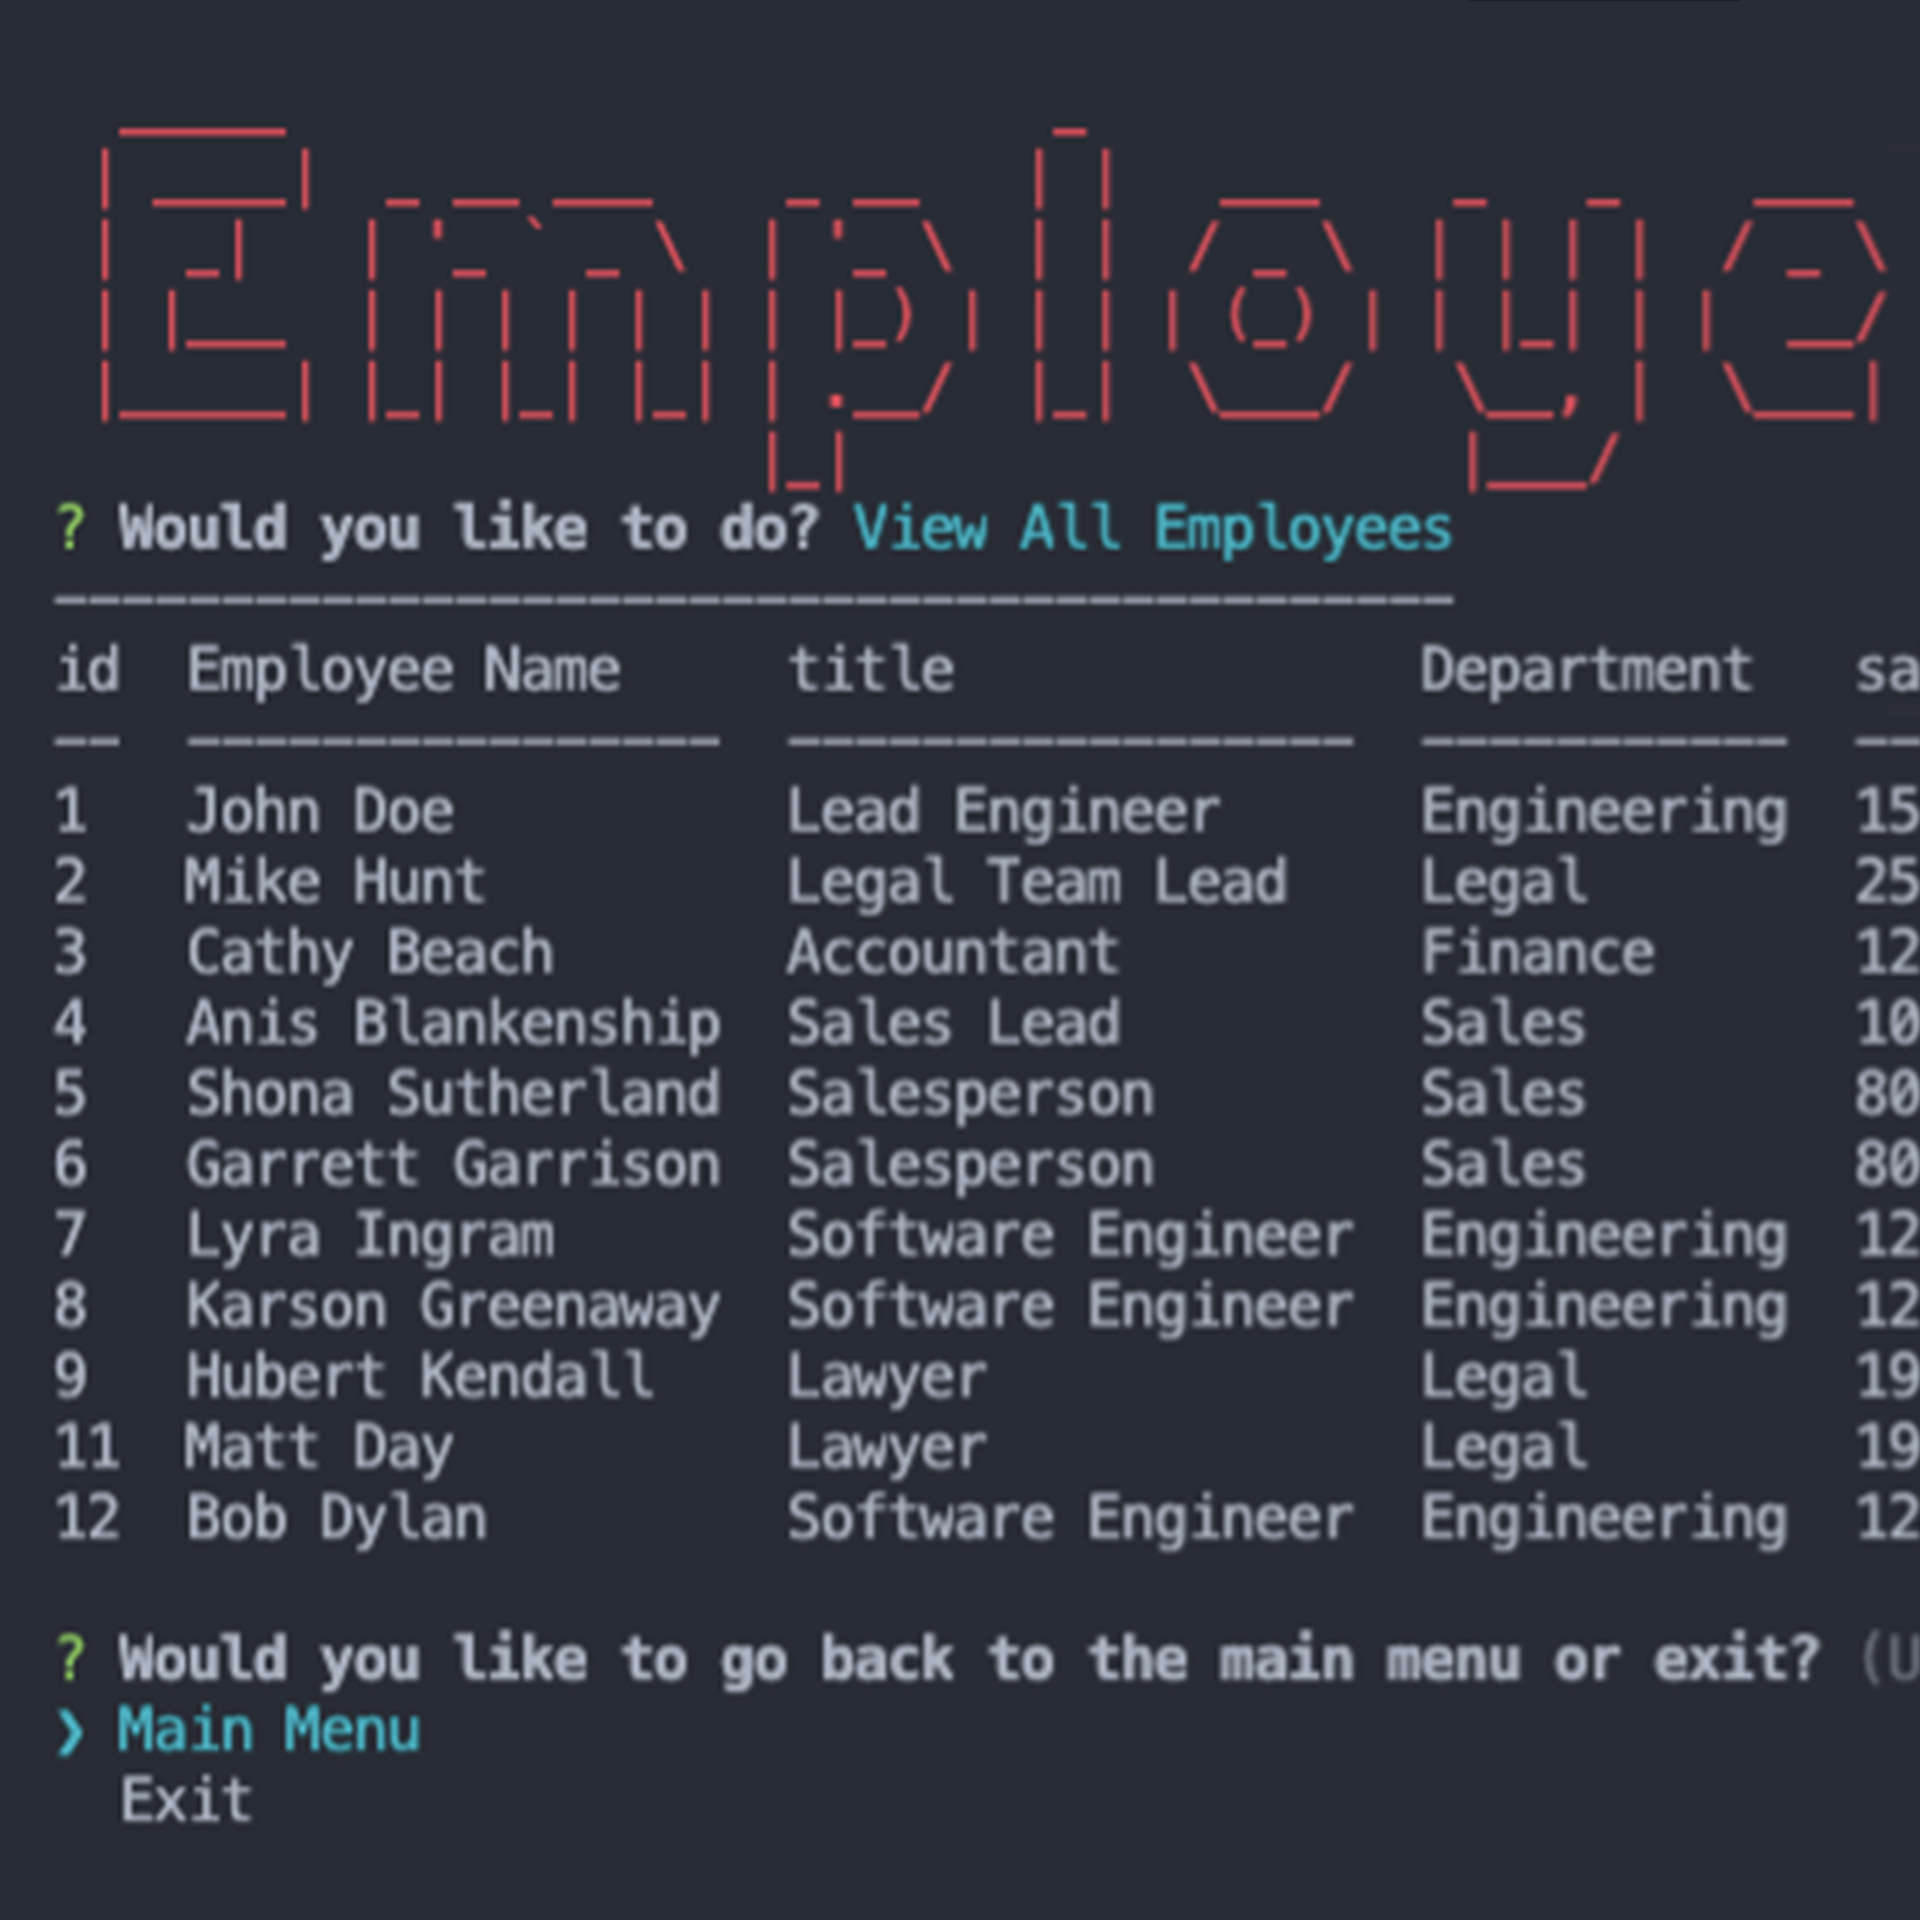 Employe
? Would you like to do? View All Employees
------------------------------------------
id  Employee Name     title              Department   sa
--  ----------------  -----------------  -----------  --
1   John Doe          Lead Engineer      Engineering  15
2   Mike Hunt         Legal Team Lead    Legal        25
3   Cathy Beach       Accountant         Finance      12
4   Anis Blankenship  Sales Lead         Sales        10
5   Shona Sutherland  Salesperson        Sales        80
6   Garrett Garrison  Salesperson        Sales        80
7   Lyra Ingram       Software Engineer  Engineering  12
8   Karson Greenaway  Software Engineer  Engineering  12
9   Hubert Kendall    Lawyer             Legal        19
11  Matt Day          Lawyer             Legal        19
12  Bob Dylan         Software Engineer  Engineering  12
? Would you like to go back to the main menu or exit? (U
❯ Main Menu
  Exit